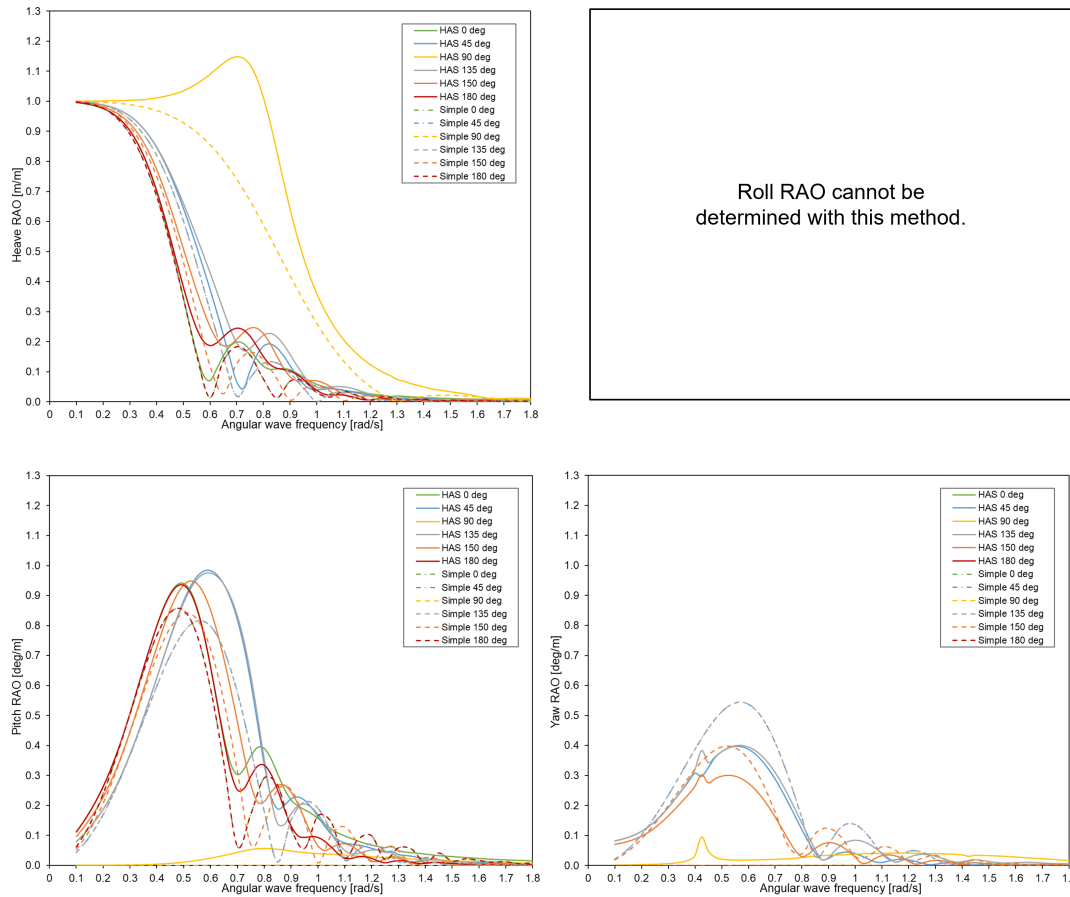 1.3
1.2
1.1
1.0
0.9
0.8
0.7
0.6
0.5
0.4
0.3
0.2
0.1
0.0
Heave RAO [m/m]
0 0.1 0.2 0.3 0.4 0.5 0.6 0.7 0.8 0.9 1 1.1 1.2 1.3 1.4 1.5 1.6 1.7 1.8
Angular wave frequency [rad/s]
HAS 0 deg
HAS 45 deg
HAS 90 deg
HAS 135 deg
HAS 150 deg
HAS 180 deg
Simple 0 deg
Simple 45 deg
Simple 90 deg
Simple 135 deg
Simple 150 deg
Simple 180 deg
Roll RAO cannot be
determined with this method.
1.3
1.2
1.1
1.0
0.9
0.8
0.7
0.6
0.5
0.4
0.3
0.2
0.1
0.0
Pitch RAO [deg/m]
0 0.1 0.2 0.3 0.4 0.5 0.6 0.7 0.8 0.9 1 1.1 1.2 1.3 1.4 1.5 1.6 1.7 1.8
Angular wave frequency [rad/s]
HAS 0 deg
HAS 45 deg
HAS 90 deg
HAS 135 deg
HAS 150 deg
HAS 180 deg
Simple 0 deg
Simple 45 deg
Simple 90 deg
Simple 135 deg
Simple 150 deg
Simple 180 deg
1.3
1.2
1.1
1.0
0.9
0.8
0.7
0.6
0.5
0.4
0.3
0.2
0.1
0.0
Yaw RAO [deg/m]
0 0.1 0.2 0.3 0.4 0.5 0.6 0.7 0.8 0.9 1 1.1 1.2 1.3 1.4 1.5 1.6 1.7
Angular wave frequency [rad/s]
HAS 0 deg
HAS 45 deg
HAS 90 deg
HAS 135 deg
HAS 150 deg
HAS 180 deg
Simple 0 deg
Simple 45 deg
Simple 90 deg
Simple 135 deg
Simple 150 deg
Simple 180 deg